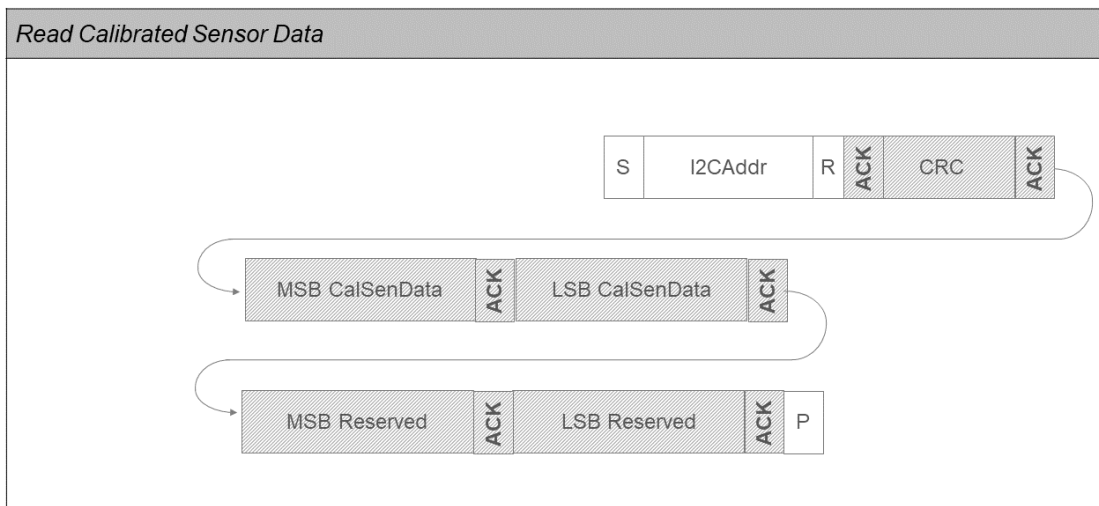 Read Calibrated Sensor Data
S I2CAddr R ACK CRC ACK
MSB CalSenData ACK LSB CalSenData ACK
MSB Reserved ACK LSB Reserved ACK P